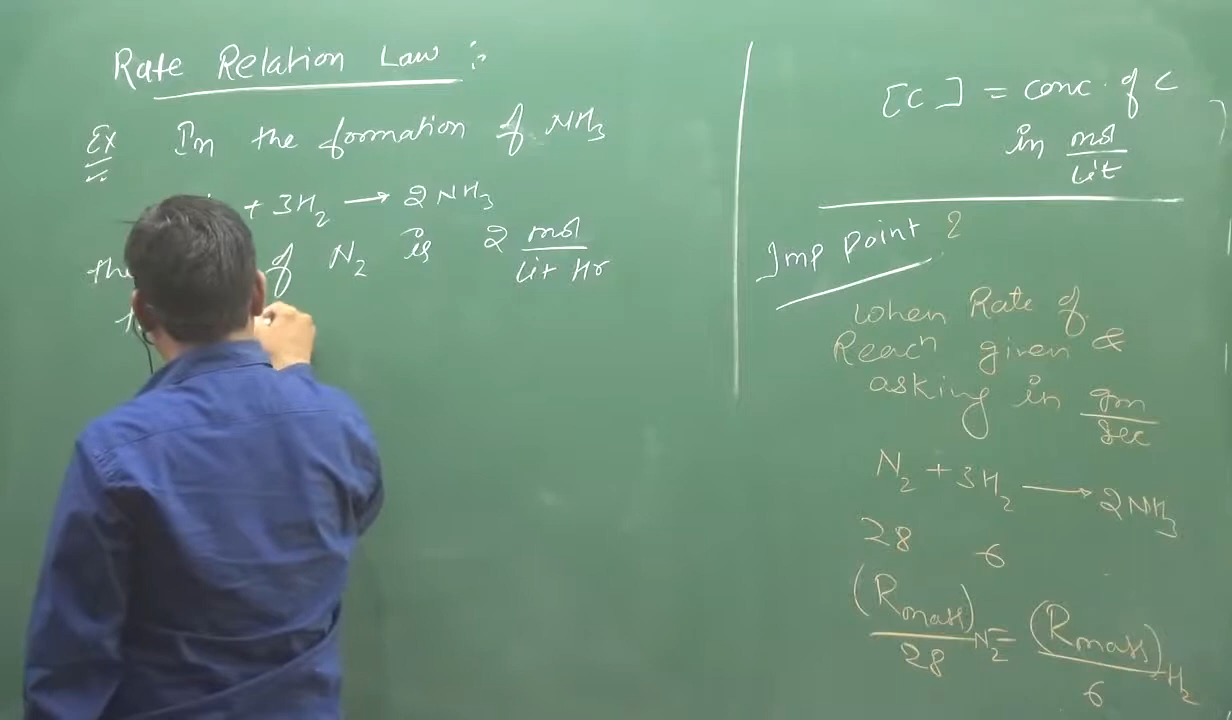 Rate Relation Law :-
Ex In the formation of NH3
+ 3H2 → 2NH3
the of N2 is 2 mol / Lit Hr
[C] = conc. of C
in mol / Lit
Imp point 2
when Rate of
Reacn given &
asking in gm / sec
N2 + 3H2 → 2NH3
28 6
(Rmass)N2 / 28 = (Rmass)H2 / 6